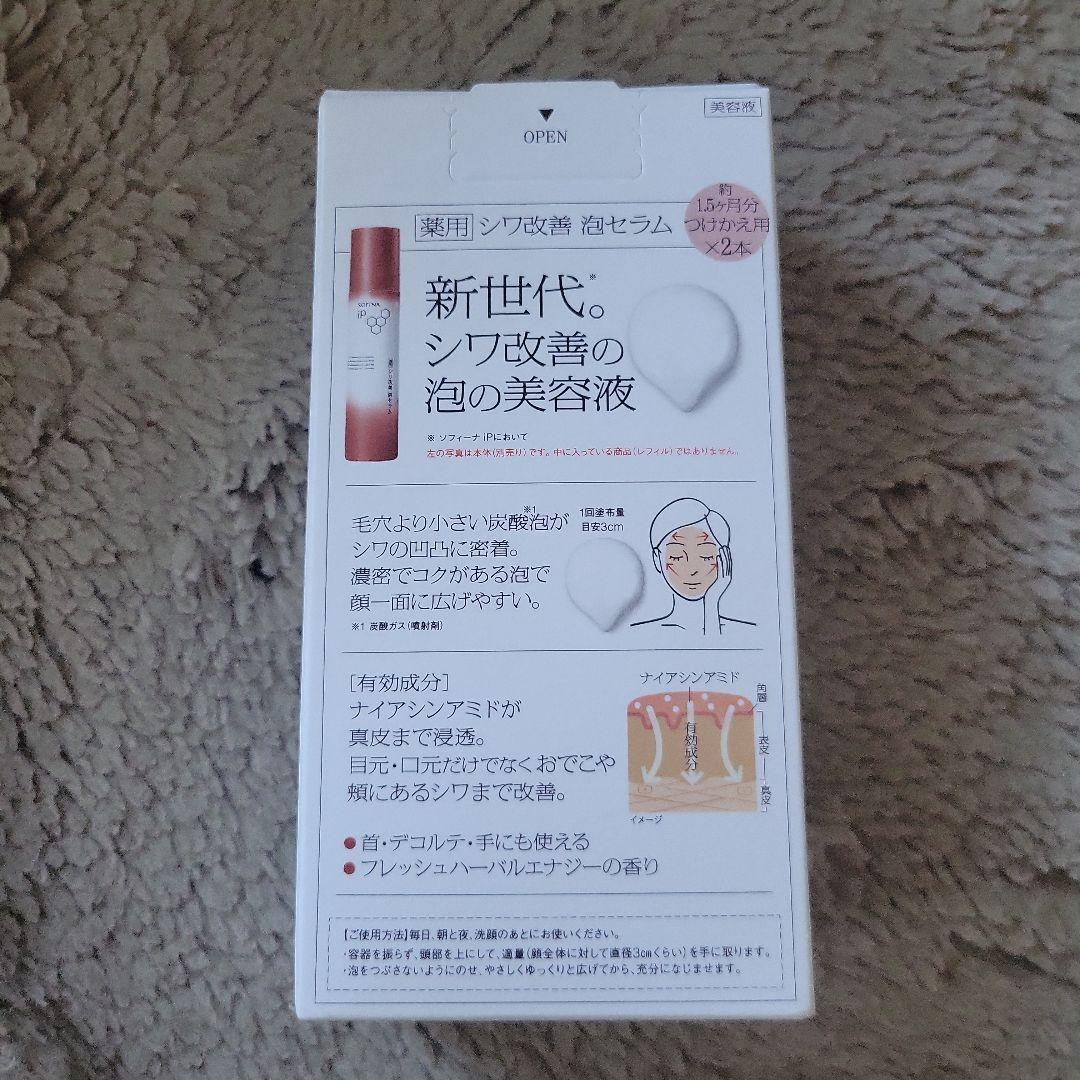 ▼
OPEN
美容液
薬用 シワ改善 泡セラム
約
1.5ヶ月分
つけかえ用
×2本
SOFINA
iP
薬用シワ改善 泡セラム
新世代※。
シワ改善の
泡の美容液
※ ソフィーナ iPにおいて
左の写真は本体(別売り)です。中に入っている商品(レフィル)ではありません。
毛穴より小さい炭酸泡※1が
シワの凹凸に密着。
濃密でコクがある泡で
顔一面に広げやすい。
※1 炭酸ガス(噴射剤)
1回塗布量
目安3cm
[有効成分]
ナイアシンアミドが
真皮まで浸透。
目元・口元だけでなくおでこや
頬にあるシワまで改善。
ナイアシンアミド
有効成分
角層
表皮
真皮
イメージ
●首・デコルテ・手にも使える
●フレッシュハーバルエナジーの香り
【ご使用方法】毎日、朝と夜、洗顔のあとにお使いください。
・容器を振らず、頭部を上にして、適量(顔全体に対して直径3cmくらい)を手に取ります。
・泡をつぶさないようにのせ、やさしくゆっくりと広げてから、充分になじませます。